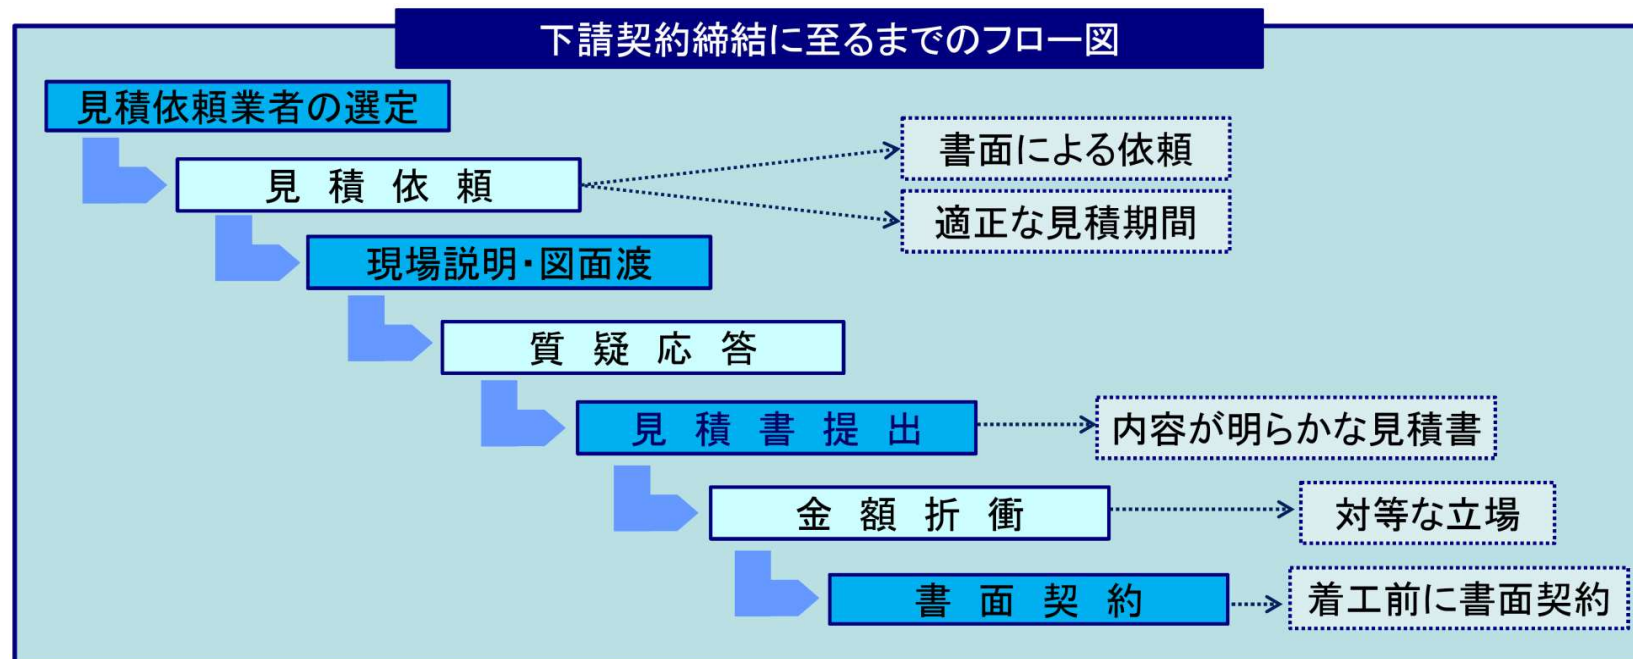 下請契約締結に至るまでのフロー図
見積依頼業者の選定
見積依頼
書面による依頼
適正な見積期間
現場説明・図面渡
質疑応答
見積書提出
内容が明らかな見積書
金額折衝
対等な立場
書面契約
着工前に書面契約